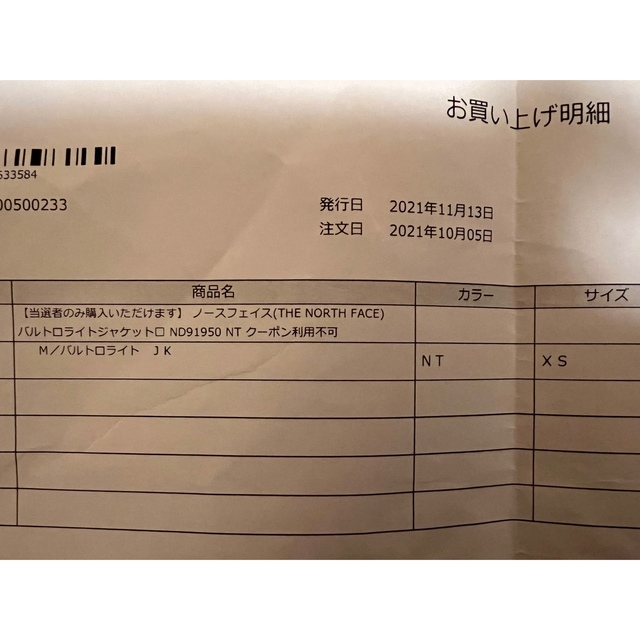 お買い上げ明細
533584
00500233
発行日 2021年11月13日
注文日 2021年10月05日
商品名 カラー サイズ
【当選者のみ購入いただけます】 ノースフェイス(THE NORTH FACE)
バルトロライトジャケット□ ND91950 NT クーポン利用不可
M／バルトロライト ＪＫ ＮＴ ＸＳ